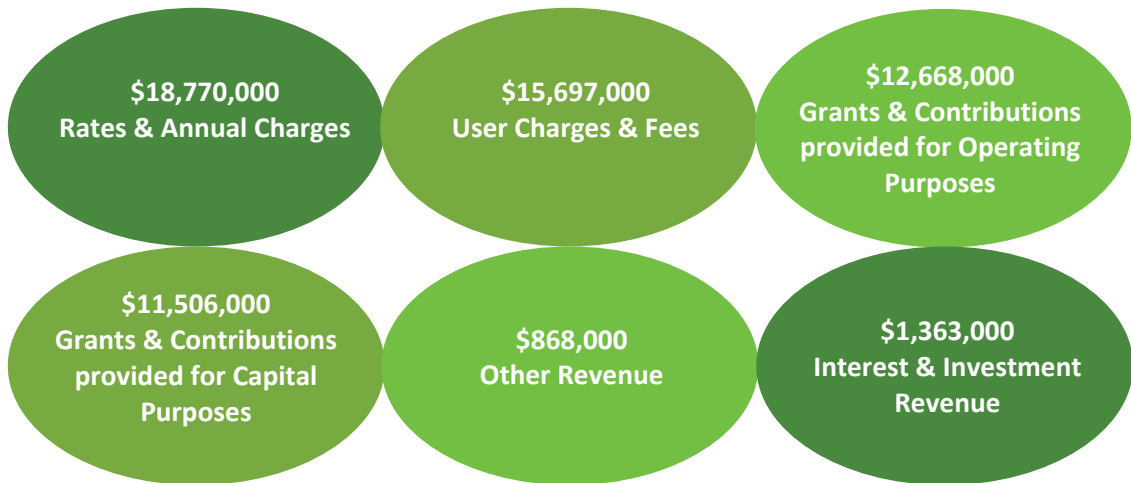 $18,770,000
Rates & Annual Charges
$15,697,000
User Charges & Fees
$12,668,000
Grants & Contributions
provided for Operating
Purposes
$11,506,000
Grants & Contributions
provided for Capital
Purposes
$868,000
Other Revenue
$1,363,000
Interest & Investment
Revenue